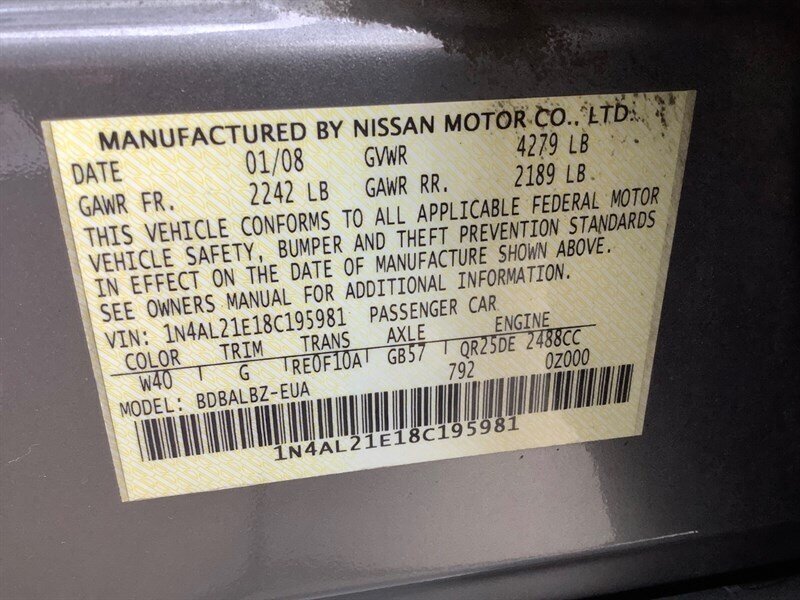 MANUFACTURED BY NISSAN MOTOR CO., LTD.
DATE 01/08 GVWR 4279 LB
GAWR FR. 2242 LB GAWR RR. 2189 LB
THIS VEHICLE CONFORMS TO ALL APPLICABLE FEDERAL MOTOR
VEHICLE SAFETY, BUMPER AND THEFT PREVENTION STANDARDS
IN EFFECT ON THE DATE OF MANUFACTURE SHOWN ABOVE.
SEE OWNERS MANUAL FOR ADDITIONAL INFORMATION.
VIN: 1N4AL21E18C195981 PASSENGER CAR
COLOR TRIM TRANS AXLE ENGINE
W40 G RE0F10A GB57 QR25DE 2488CC
MODEL: BDBALBZ-EUA 792 0Z000
1N4AL21E18C195981